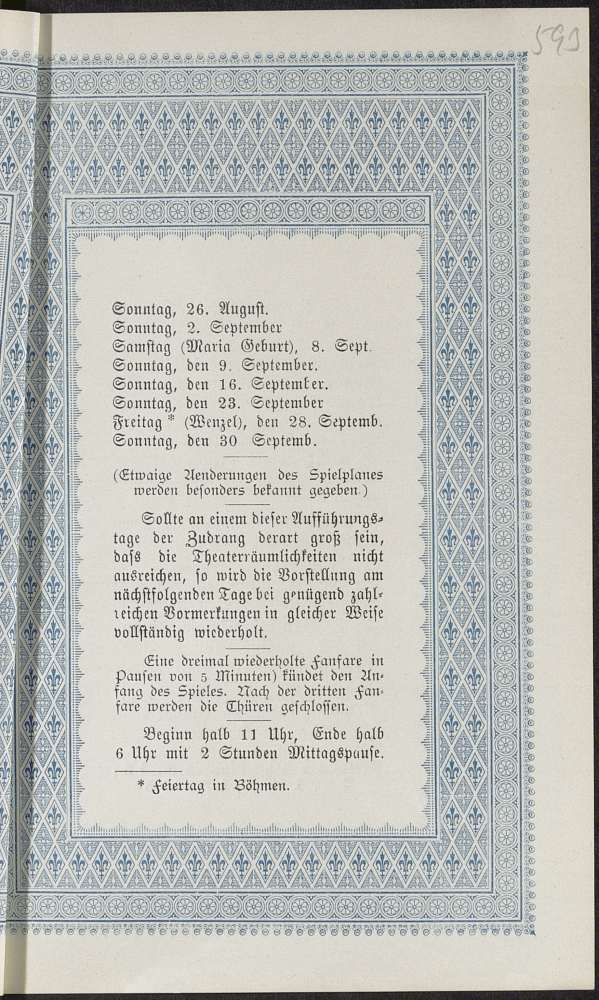 593
Sonntag, 26. August.
Sonntag, 2. September
Samstag (Maria Geburt), 8. Sept.
Sonntag, den 9. September.
Sonntag, den 16. September.
Sonntag, den 23. September
Freitag * (Wenzel), den 28. Septemb.
Sonntag, den 30 Septemb.
(Etwaige Aenderungen des Spielplanes
werden besonders bekannt gegeben.)
Sollte an einem dieser Aufführungs-
tage der Zudrang derart groß sein,
dass die Theaterräumlichkeiten nicht
ausreichen, so wird die Vorstellung am
nächstfolgenden Tage bei genügend zahl-
reichen Vormerkungen in gleicher Weise
vollständig wiederholt.
Eine dreimal wiederholte Fanfare in
Pausen von 5 Minuten) kündet den An-
fang des Spieles. Nach der dritten Fan-
fare werden die Thüren geschlossen.
Beginn halb 11 Uhr, Ende halb
6 Uhr mit 2 Stunden Mittagspause.
* Feiertag in Böhmen.